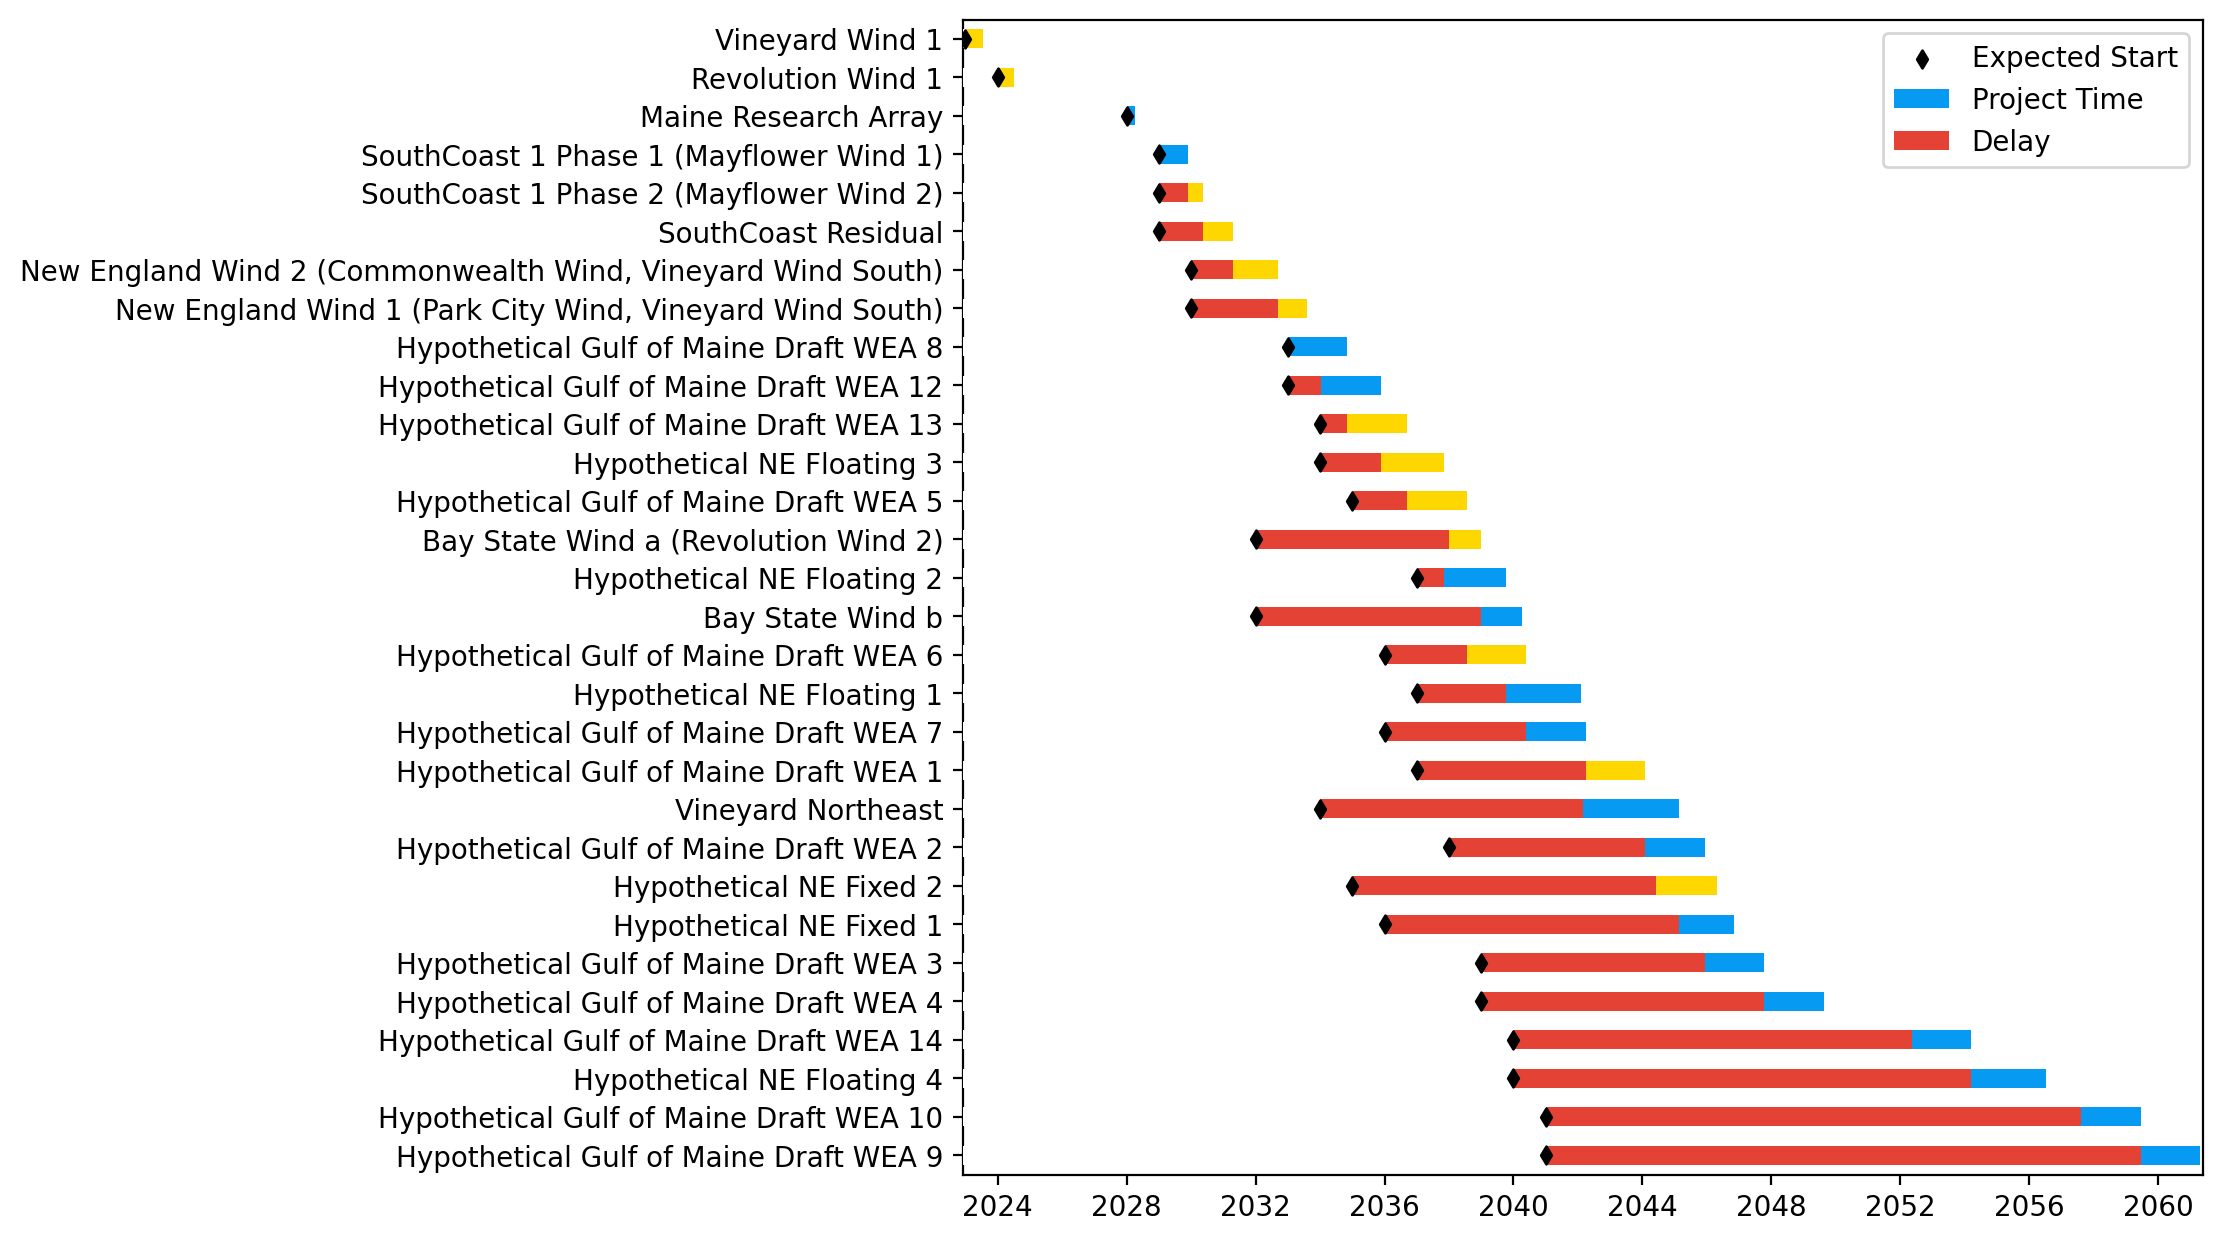 Vineyard Wind 1
Revolution Wind 1
Maine Research Array
SouthCoast 1 Phase 1 (Mayflower Wind 1)
SouthCoast 1 Phase 2 (Mayflower Wind 2)
SouthCoast Residual
New England Wind 2 (Commonwealth Wind, Vineyard Wind South)
New England Wind 1 (Park City Wind, Vineyard Wind South)
Hypothetical Gulf of Maine Draft WEA 8
Hypothetical Gulf of Maine Draft WEA 12
Hypothetical Gulf of Maine Draft WEA 13
Hypothetical NE Floating 3
Hypothetical Gulf of Maine Draft WEA 5
Bay State Wind a (Revolution Wind 2)
Hypothetical NE Floating 2
Bay State Wind b
Hypothetical Gulf of Maine Draft WEA 6
Hypothetical NE Floating 1
Hypothetical Gulf of Maine Draft WEA 7
Hypothetical Gulf of Maine Draft WEA 1
Vineyard Northeast
Hypothetical Gulf of Maine Draft WEA 2
Hypothetical NE Fixed 2
Hypothetical NE Fixed 1
Hypothetical Gulf of Maine Draft WEA 3
Hypothetical Gulf of Maine Draft WEA 4
Hypothetical Gulf of Maine Draft WEA 14
Hypothetical NE Floating 4
Hypothetical Gulf of Maine Draft WEA 10
Hypothetical Gulf of Maine Draft WEA 9
Expected Start
Project Time
Delay
2024 2028 2032 2036 2040 2044 2048 2052 2056 2060